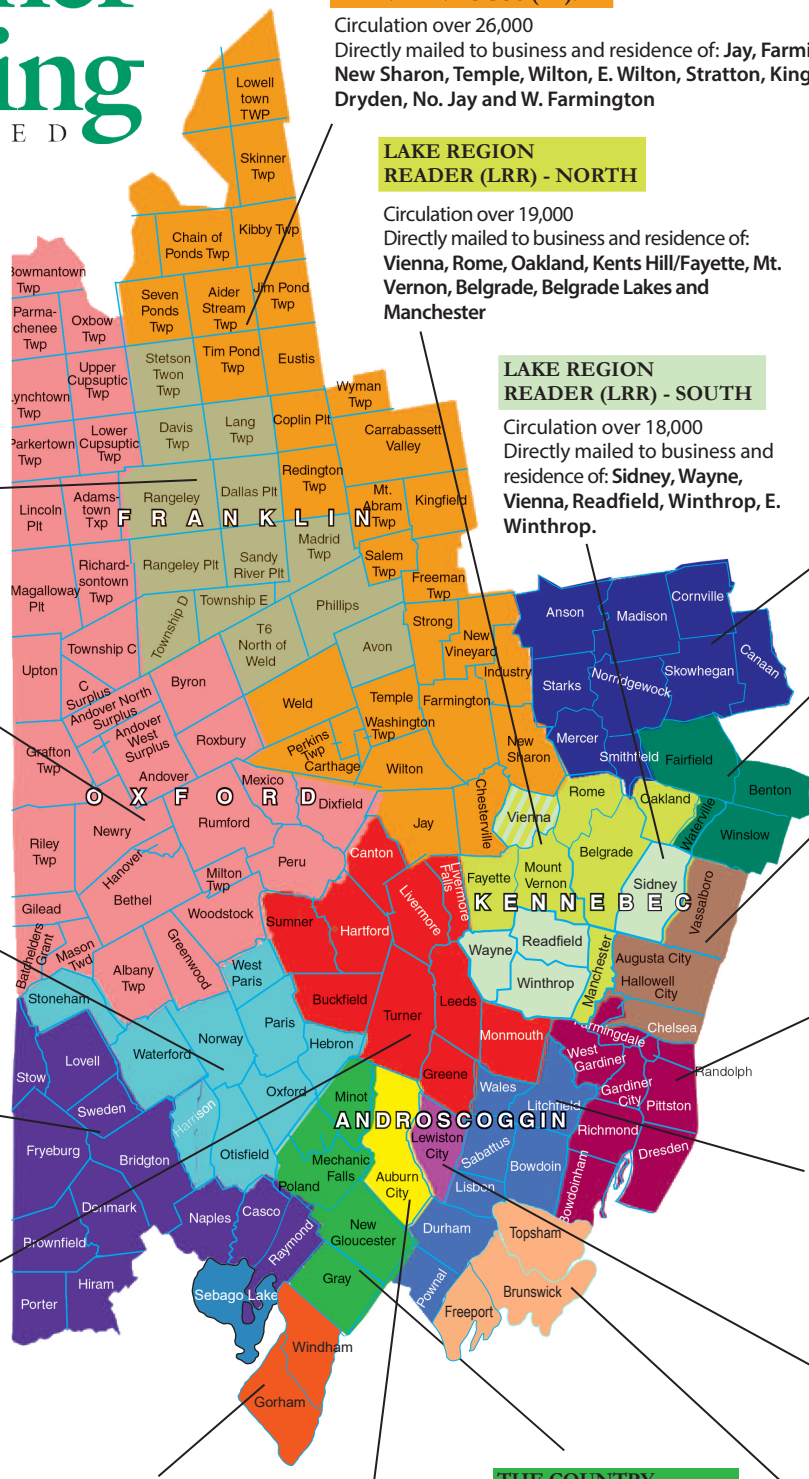 ing
E D
Circulation over 26,000
Directly mailed to business and residence of: Jay,
New Sharon, Temple, Wilton, E. Wilton, Stratton,
Dryden, No. Jay and W. Farmington
LAKE REGION
READER (LRR) - NORTH
Circulation over 19,000
Directly mailed to business and residence of:
Vienna, Rome, Oakland, Kents Hill/Fayette, Mt.
Vernon, Belgrade, Belgrade Lakes and
Manchester
LAKE REGION
READER (LRR) - SOUTH
Circulation over 18,000
Directly mailed to business and
residence of: Sidney, Wayne,
Vienna, Readfield, Winthrop, E.
Winthrop.
Lowell
town
TWP
Skinner
Twp
Kibby Twp
Chain of
Ponds Twp
Bowmantown
Twp
Seven
Ponds
Twp
Aider
Stream
Twp
Jim Pond
Twp
Parma-
chenee
Twp
Oxbow
Twp
Stetson
Twon
Twp
Tim Pond
Twp
Eustis
Upper
Cupsuptic
Twp
Lynchtown
Twp
Wyman
Twp
Parkertown
Twp
Lower
Cupsuptic
Twp
Davis
Twp
Lang
Twp
Coplin Plt
Carrabassett
Valley
Redington
Twp
Lincoln
Plt
Adams-
town
Txp
Rangeley
Dallas Plt
Mt.
Abram
Twp
Kingfield
FRANKLIN
Madrid
Twp
Magalloway
Plt
Richard-
sontown
Twp
Rangeley Plt
Sandy
River Plt
Salem
Twp
Freeman
Twp
Township D
Township E
Phillips
Strong
New
Vineyard
Anson
Madison
Cornville
Canaan
Upton
Township C
T6
North of
Weld
Avon
Industry
Starks
Norridgewock
Skowhegan
C
Surplus
Byron
Andover North
Surplus
Weld
Temple
Farmington
Andover
West
Surplus
Washington
Twp
Mercer
Smithfield
Fairfield
Grafton
Twp
Roxbury
Perkins
Twp
Carthage
Wilton
New
Sharon
Andover
Mexico
Dixfield
Chesterville
Rome
Oakland
Benton
OXFORD
Newry
Rumford
Jay
Vienna
Waterville
Winslow
Riley
Twp
Hanover
Milton
Twp
Peru
Canton
Livermore
Falls
Fayette
Mount
Vernon
Belgrade
Sidney
Vassalboro
KENNEBEC
Gilead
Bethel
Woodstock
Sumner
Hartford
Livermore
Wayne
Readfield
Manchester
Augusta City
Batchelders
Grant
Mason
Twd
Albany
Twp
Greenwood
West
Paris
Winthrop
Hallowell
City
Stoneham
Buckfield
Turner
Leeds
Monmouth
Chelsea
Waterford
Norway
Paris
Hebron
Farmingdale
West
Gardiner
Randolph
Stow
Lovell
Greene
Wales
Gardiner
City
Pittston
Sweden
Harrison
Oxford
Minot
Litchfield
ANDROSCOGGIN
Lewiston
City
Sabattus
Richmond
Dresden
Fryeburg
Bridgton
Otisfield
Mechanic
Falls
Auburn
City
Bowdoin
Poland
Lisbon
Bowdoinham
Denmark
Naples
Casco
Raymond
New
Gloucester
Durham
Topsham
Brownfield
Hiram
Sebago Lake
Gray
Pownal
Freeport
Brunswick
Porter
Windham
Gorham
THE COUNTRY